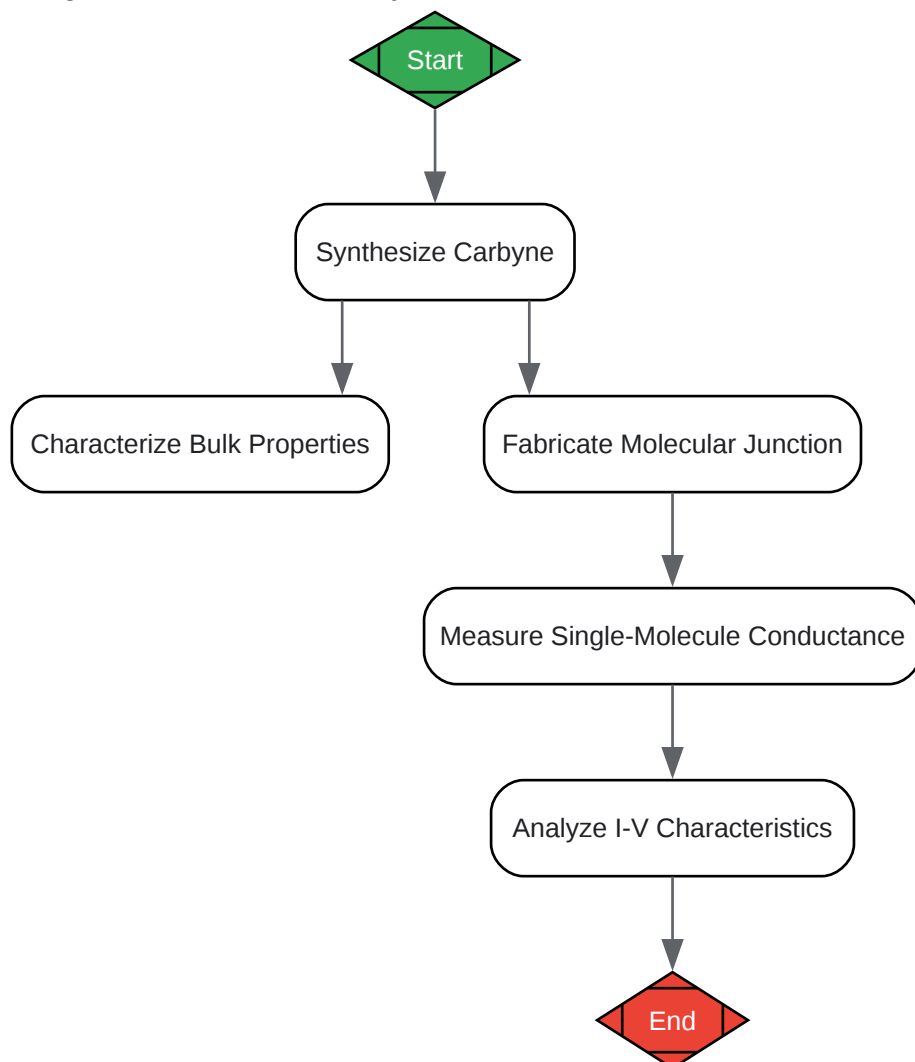 Start
Synthesize Carbyne
Characterize Bulk Properties
Fabricate Molecular Junction
Measure Single-Molecule Conductance
Analyze I-V Characteristics
End